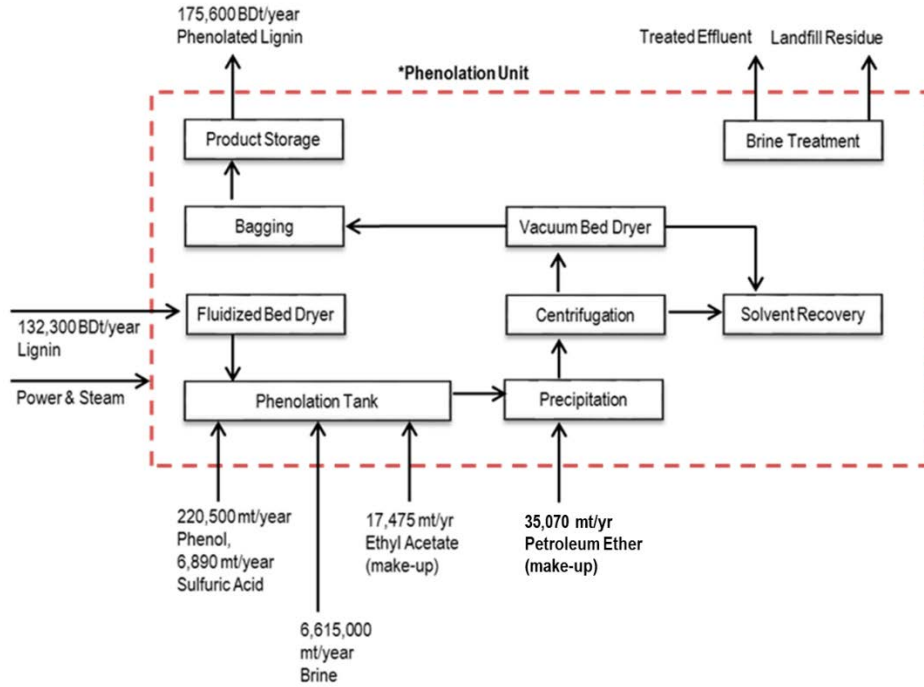 175,600 BDt/year
Phenolated Lignin
Treated Effluent
Landfill Residue
*Phenolation Unit
Product Storage
Brine Treatment
Bagging
Vacuum Bed Dryer
132,300 BDt/year
Lignin
Fluidized Bed Dryer
Centrifugation
Solvent Recovery
Power & Steam
Phenolation Tank
Precipitation
220,500 mt/year
Phenol,
6,890 mt/year
Sulfuric Acid
17,475 mt/yr
Ethyl Acetate
(make-up)
35,070 mt/yr
Petroleum Ether
(make-up)
6,615,000
mt/year
Brine